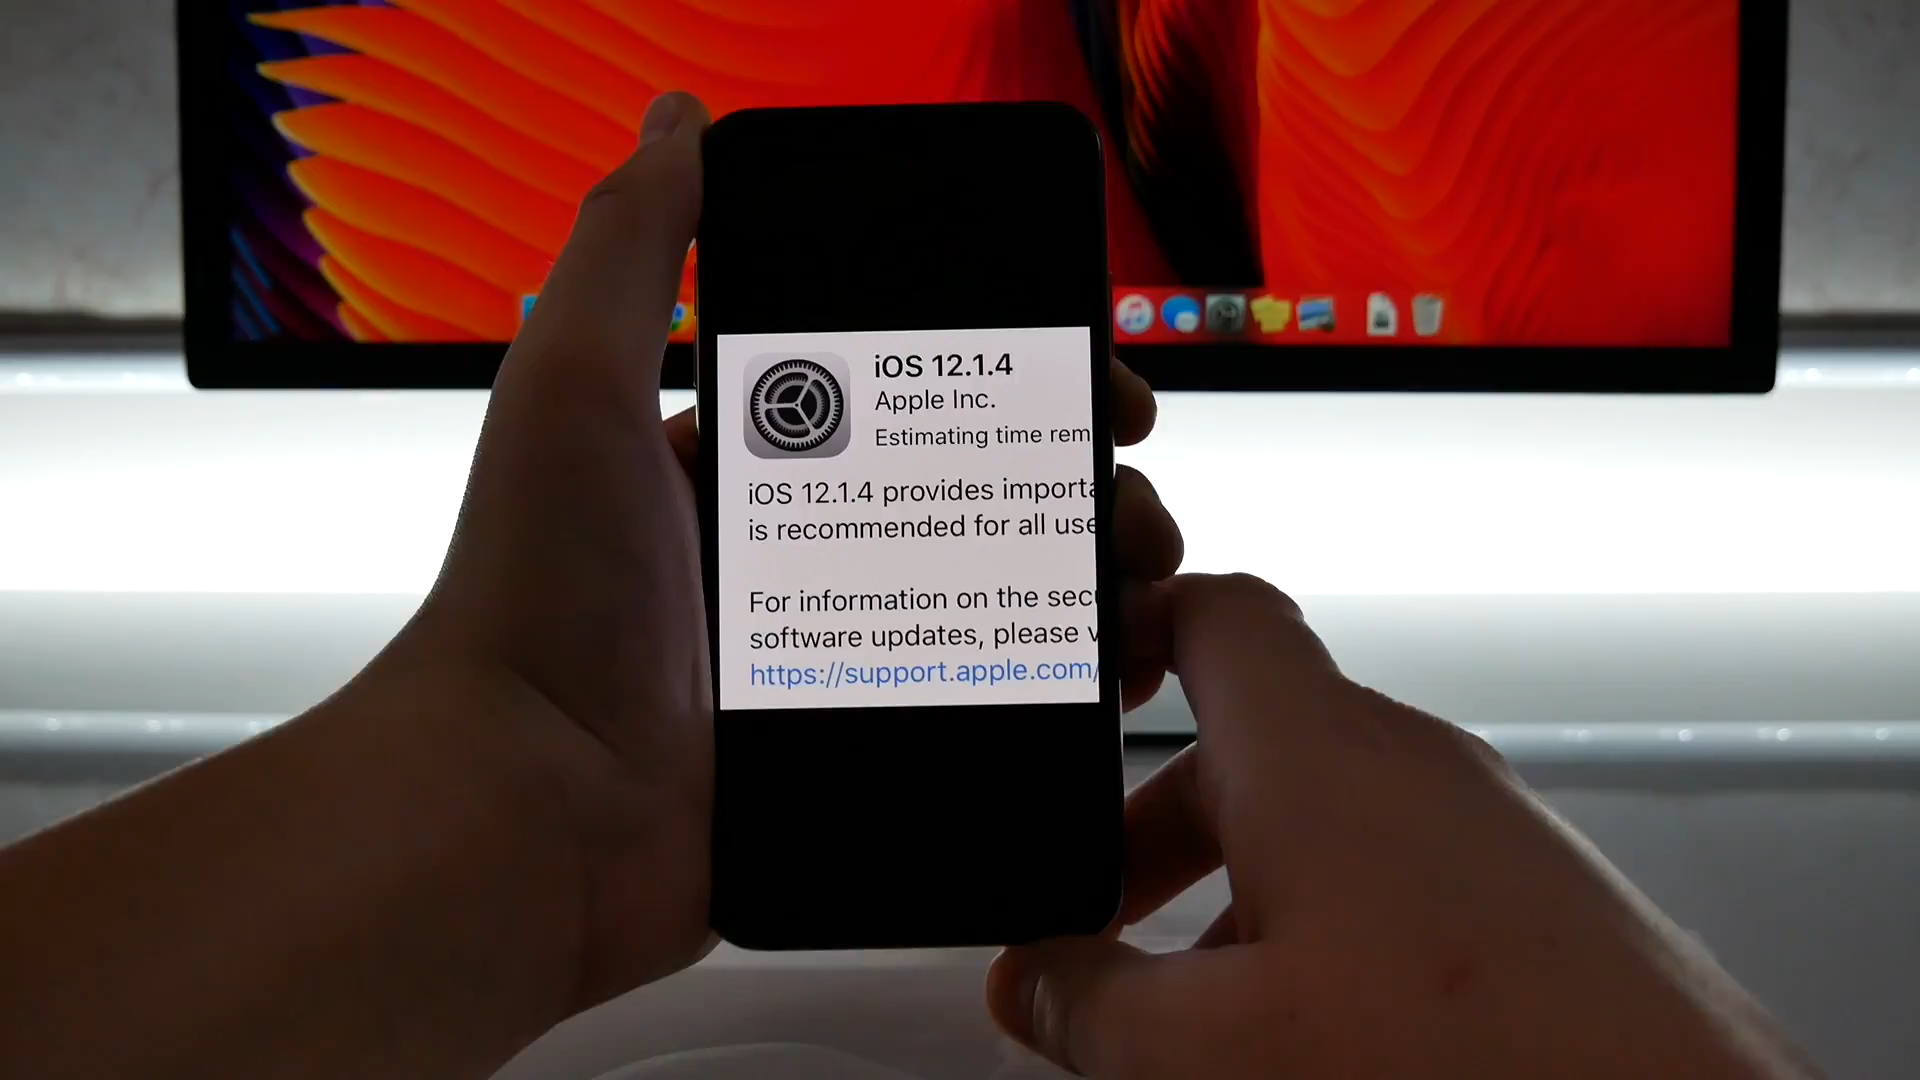 iOS 12.1.4
Apple Inc.
Estimating time rem
iOS 12.1.4 provides importa
is recommended for all use
For information on the secu
software updates, please v
https://support.apple.com/